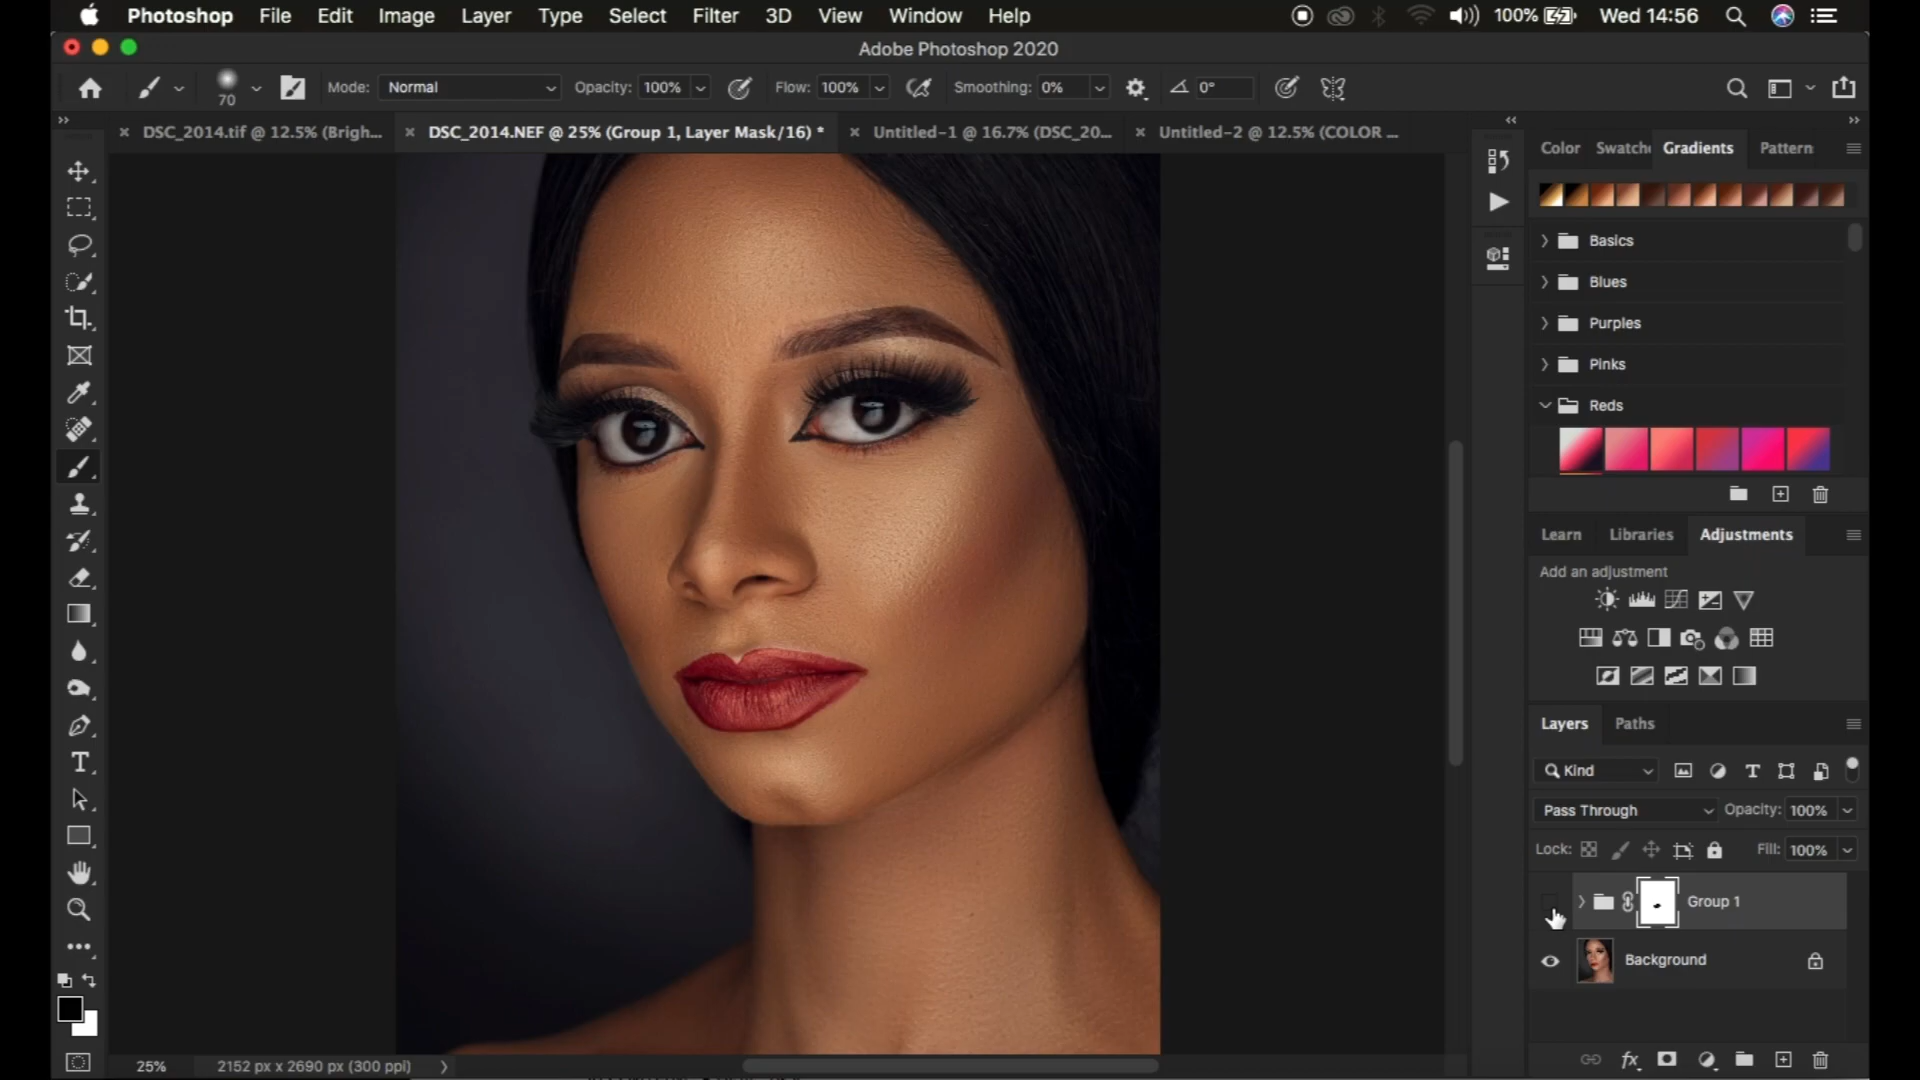 Photoshop File Edit Image Layer Type Select Filter 3D View Window Help 100% Wed 14:56
Adobe Photoshop 2020
70 Mode: Normal Opacity: 100% Flow: 100% Smoothing: 0% 0°
DSC_2014.tif @ 12.5% (Brigh... DSC_2014.NEF @ 25% (Group 1, Layer Mask/16) * Untitled-1 @ 16.7% (DSC_20... Untitled-2 @ 12.5% (COLOR ...
Color Swatch Gradients Pattern
Basics
Blues
Purples
Pinks
Reds
Learn Libraries Adjustments
Add an adjustment
Layers Paths
Kind
Pass Through Opacity: 100%
Lock: Fill: 100%
Group 1
Background
25% 2152 px x 2690 px (300 ppi)